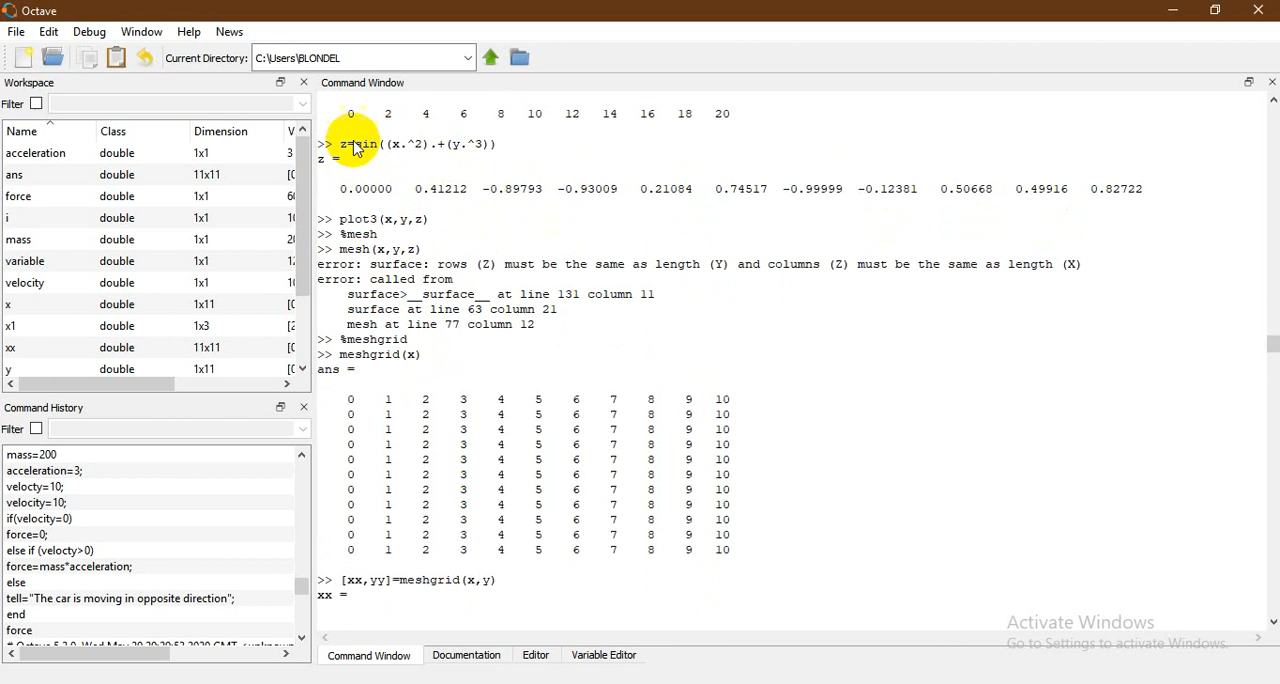 Octave
File Edit Debug Window Help News
Current Directory: C:\Users\BLONDEL
Workspace
Filter
Name Class Dimension V
acceleration double 1x1 3
ans double 11x11 [0
force double 1x1 60
i double 1x1 10
mass double 1x1 20
variable double 1x1 12
velocity double 1x1 10
x double 1x11 [0
x1 double 1x3 [2
xx double 11x11 [0
y double 1x11 [0
Command History
Filter
mass=200
acceleration=3;
velocty=10;
velocity=10;
if(velocity=0)
force=0;
else if (velocty>0)
force=mass*acceleration;
else
tell="The car is moving in opposite direction";
end
force
Command Window
0 2 4 6 8 10 12 14 16 18 20
>> z=sin((x.^2).+(y.^3))
z =
0.00000 0.41212 -0.89793 -0.93009 0.21084 0.74517 -0.99999 -0.12381 0.50668 0.49916 0.82722
>> plot3(x,y,z)
>> %mesh
>> mesh(x,y,z)
error: surface: rows (Z) must be the same as length (Y) and columns (Z) must be the same as length (X)
error: called from
surface>__surface__ at line 131 column 11
surface at line 63 column 21
mesh at line 77 column 12
>> %meshgrid
>> meshgrid(x)
ans =
0 1 2 3 4 5 6 7 8 9 10
0 1 2 3 4 5 6 7 8 9 10
0 1 2 3 4 5 6 7 8 9 10
0 1 2 3 4 5 6 7 8 9 10
0 1 2 3 4 5 6 7 8 9 10
0 1 2 3 4 5 6 7 8 9 10
0 1 2 3 4 5 6 7 8 9 10
0 1 2 3 4 5 6 7 8 9 10
0 1 2 3 4 5 6 7 8 9 10
0 1 2 3 4 5 6 7 8 9 10
0 1 2 3 4 5 6 7 8 9 10
>> [xx,yy]=meshgrid(x,y)
xx =
Activate Windows
Go to Settings to activate Windows.
Command Window Documentation Editor Variable Editor